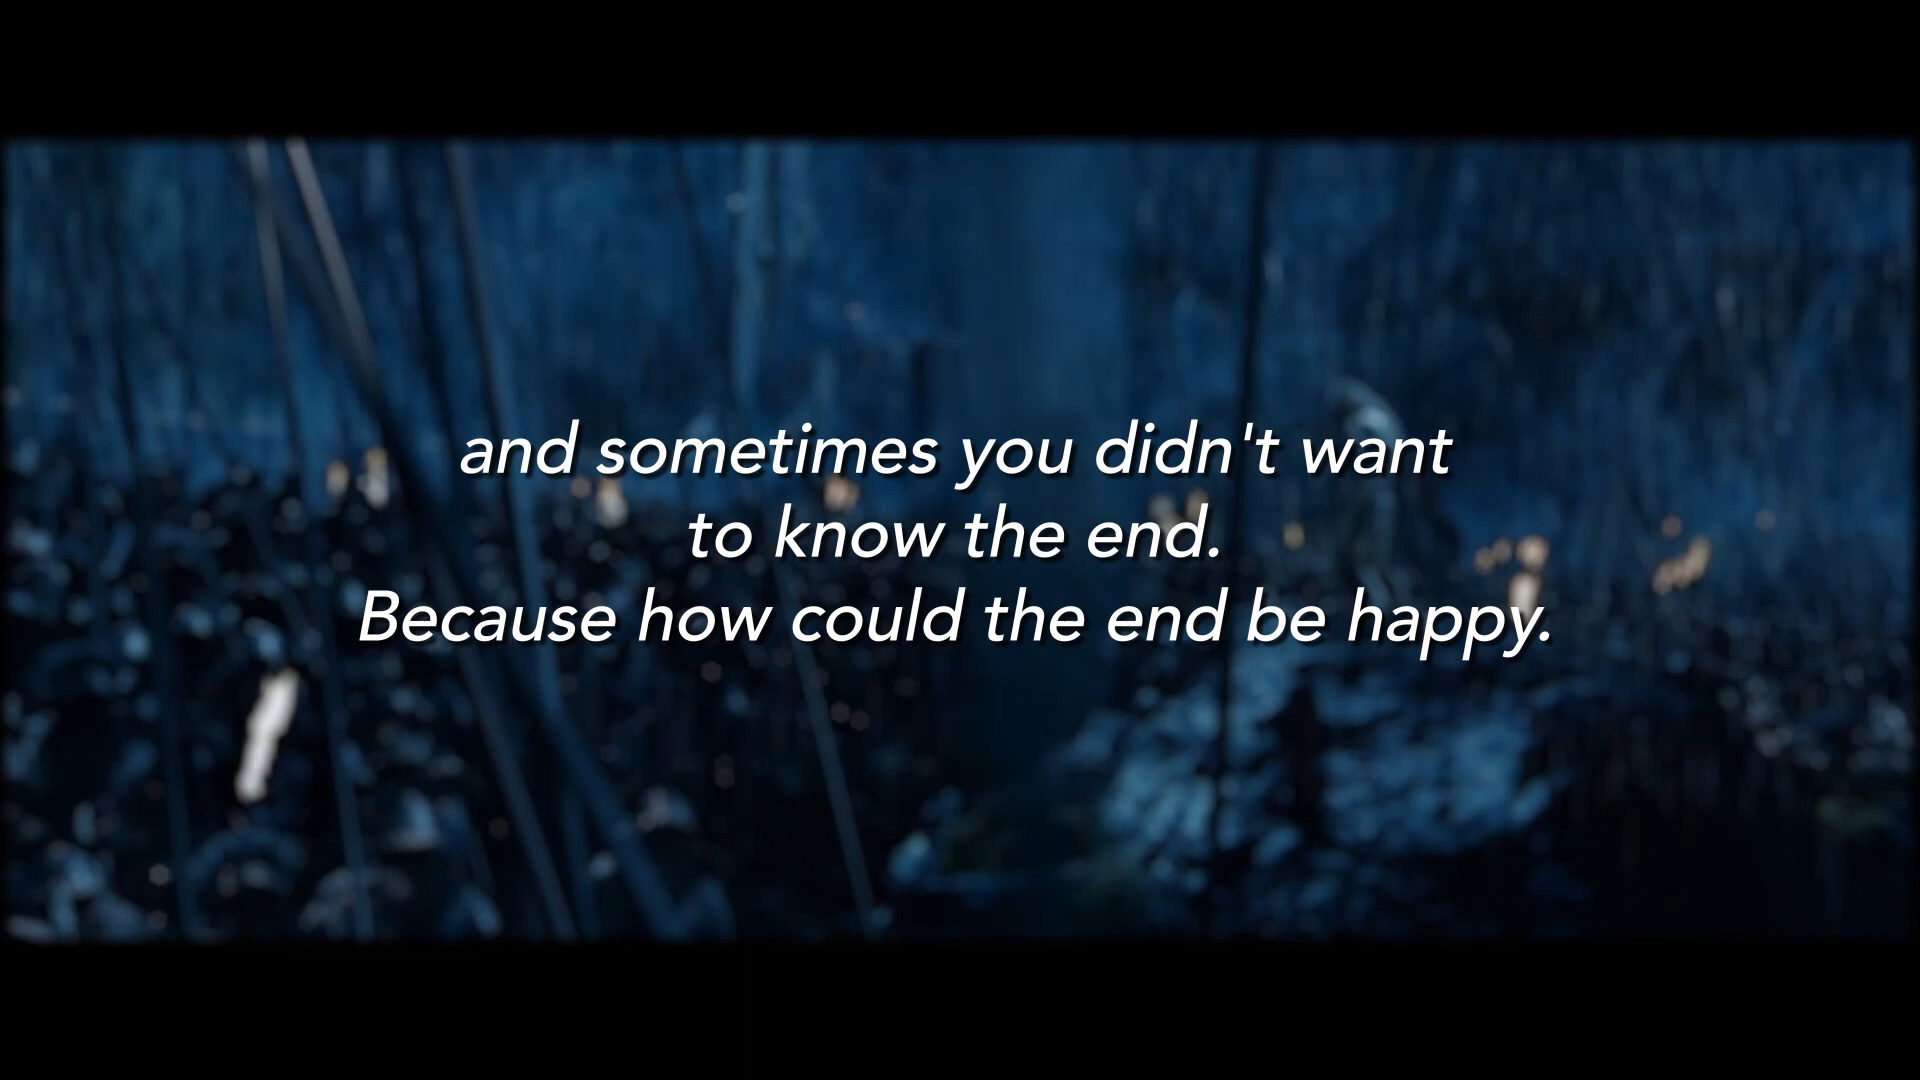 and sometimes you didn't want
to know the end.
Because how could the end be happy.